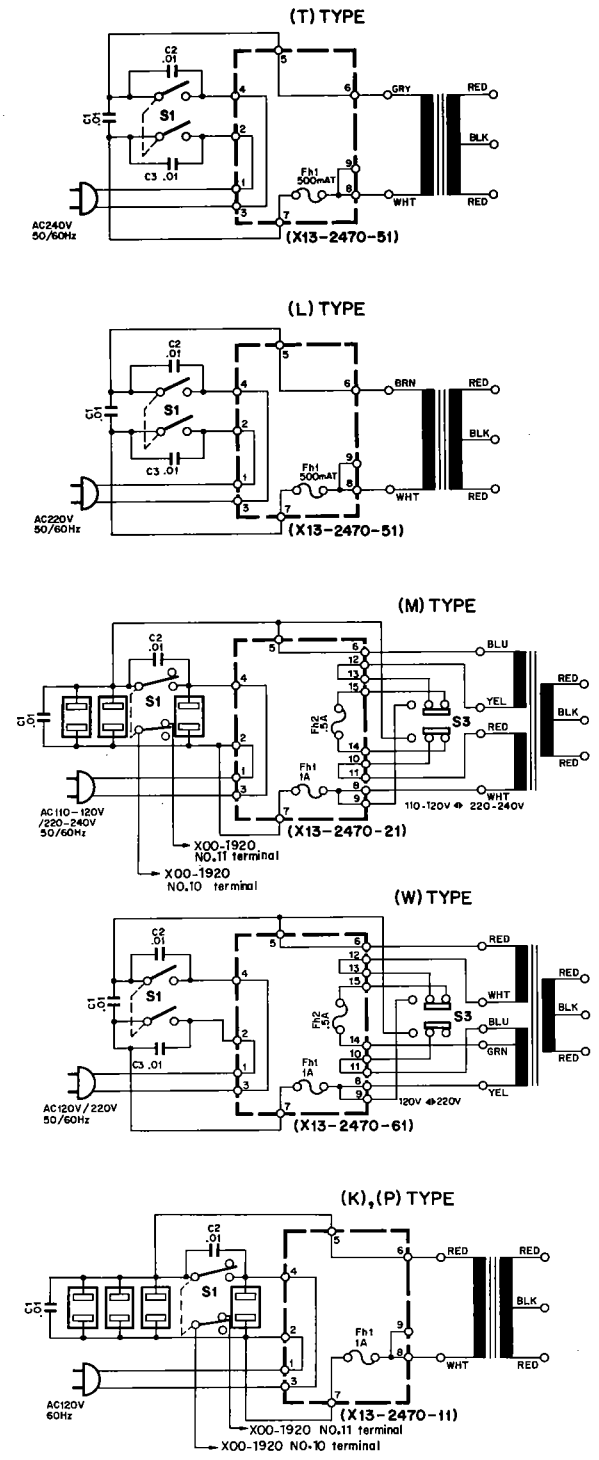 (T) TYPE
C2
.01
5
4
6
GRY
RED
S1
C1
.01
2
BLK
C3 .01
Fh1
500mAT
9
1
8
3
7
WHT
RED
AC240V
50/60Hz
(X13-2470-51)
(L) TYPE
C2
.01
5
4
6
BRN
RED
S1
C1
.01
2
BLK
C3 .01
Fh1
500mAT
9
1
8
3
7
WHT
RED
AC220V
50/60Hz
(X13-2470-51)
(M) TYPE
C2
.01
5
6
BLU
12
13
4
15
RED
S1
C1
.01
YEL
Fh2
.5A
S3
BLK
RED
2
14
10
Fh1
1A
11
RED
1
8
3
9
WHT
7
110-120V ⇔ 220-240V
AC110-120V
/220-240V
50/60Hz
(X13-2470-21)
X00-1920
NO.11 terminal
X00-1920
NO.10 terminal
(W) TYPE
C2
.01
5
6
RED
12
13
4
15
RED
S1
C1
.01
WHT
Fh2
.5A
S3
BLK
BLU
2
14
GRN
10
C3 .01
Fh1
1A
11
RED
1
8
YEL
3
9
7
120V ⇔ 220V
AC120V/220V
50/60Hz
(X13-2470-61)
(K),(P) TYPE
C2
.01
5
6
RED
RED
4
S1
C1
.01
BLK
2
Fh1
1A
9
1
8
3
WHT
RED
7
AC120V
60Hz
(X13-2470-11)
X00-1920 NO.11 terminal
X00-1920 NO.10 terminal